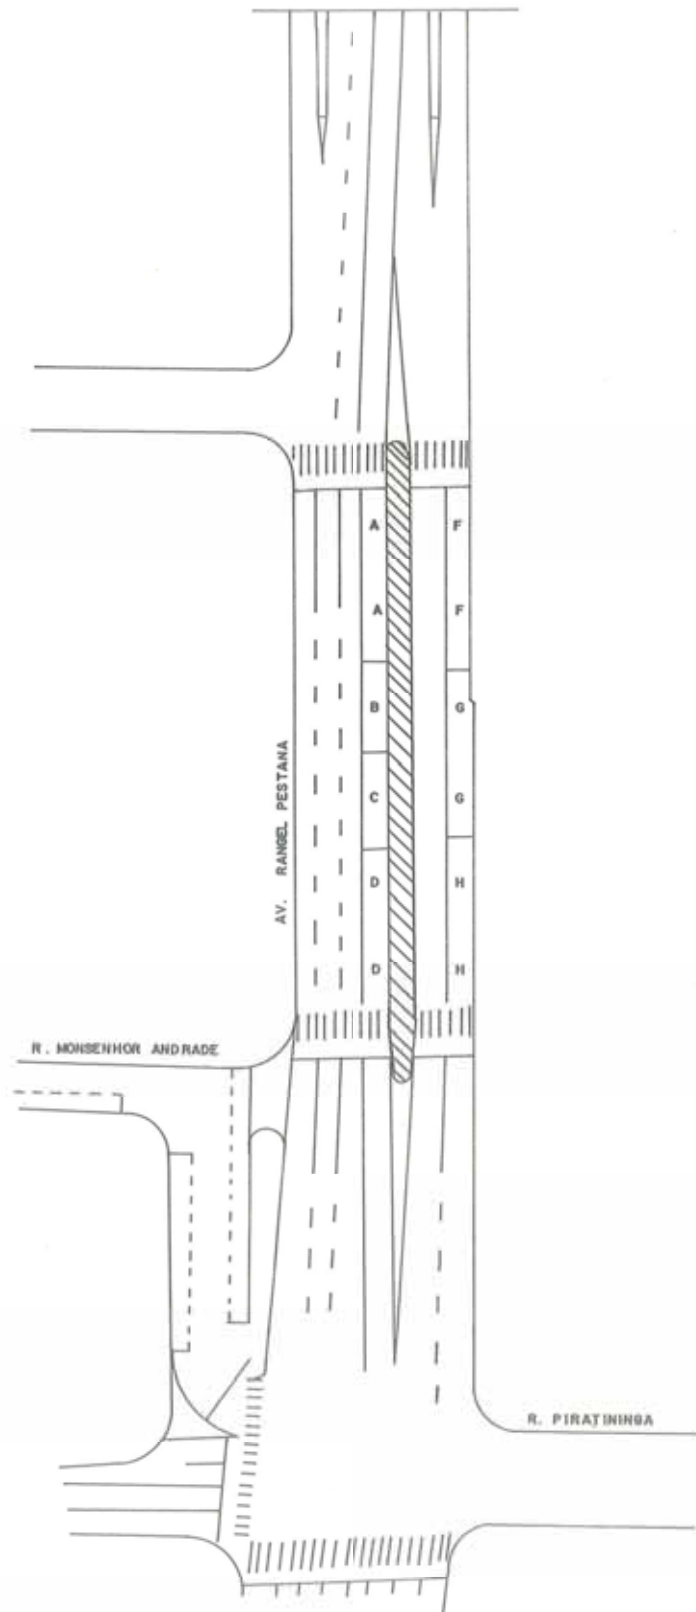 A
F
A
F
B
G
C
G
D
H
D
H
AV. RANGEL PESTANA
R. MONSENHOR ANDRADE
R. PIRATININGA